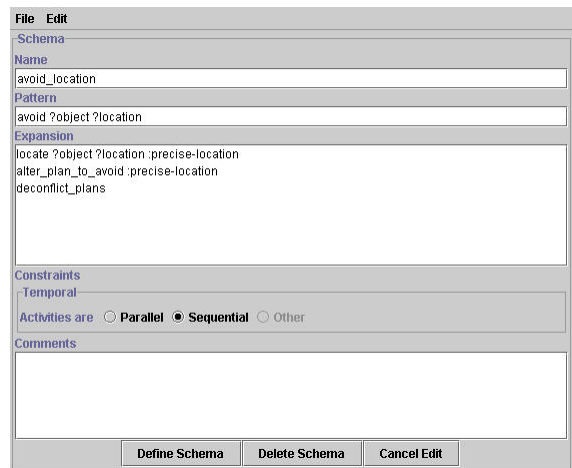 File Edit
Schema
Name
avoid_location
Pattern
avoid ?object ?location
Expansion
locate ?object ?location :precise-location
alter_plan_to_avoid :precise-location
deconflict_plans
Constraints
Temporal
Activities are Parallel Sequential Other
Comments
Define Schema Delete Schema Cancel Edit